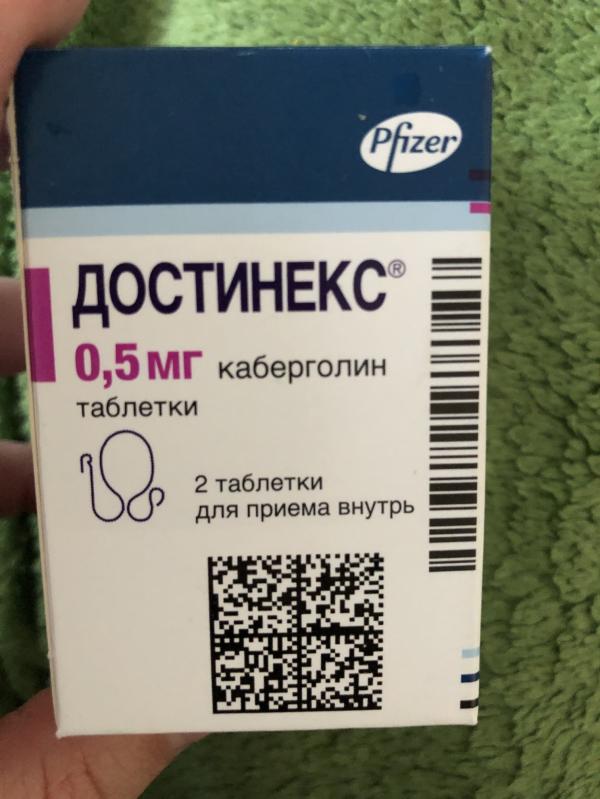 Pfizer
ДОСТИНЕКС®
0,5 мг каберголин
таблетки
2 таблетки
для приема внутрь